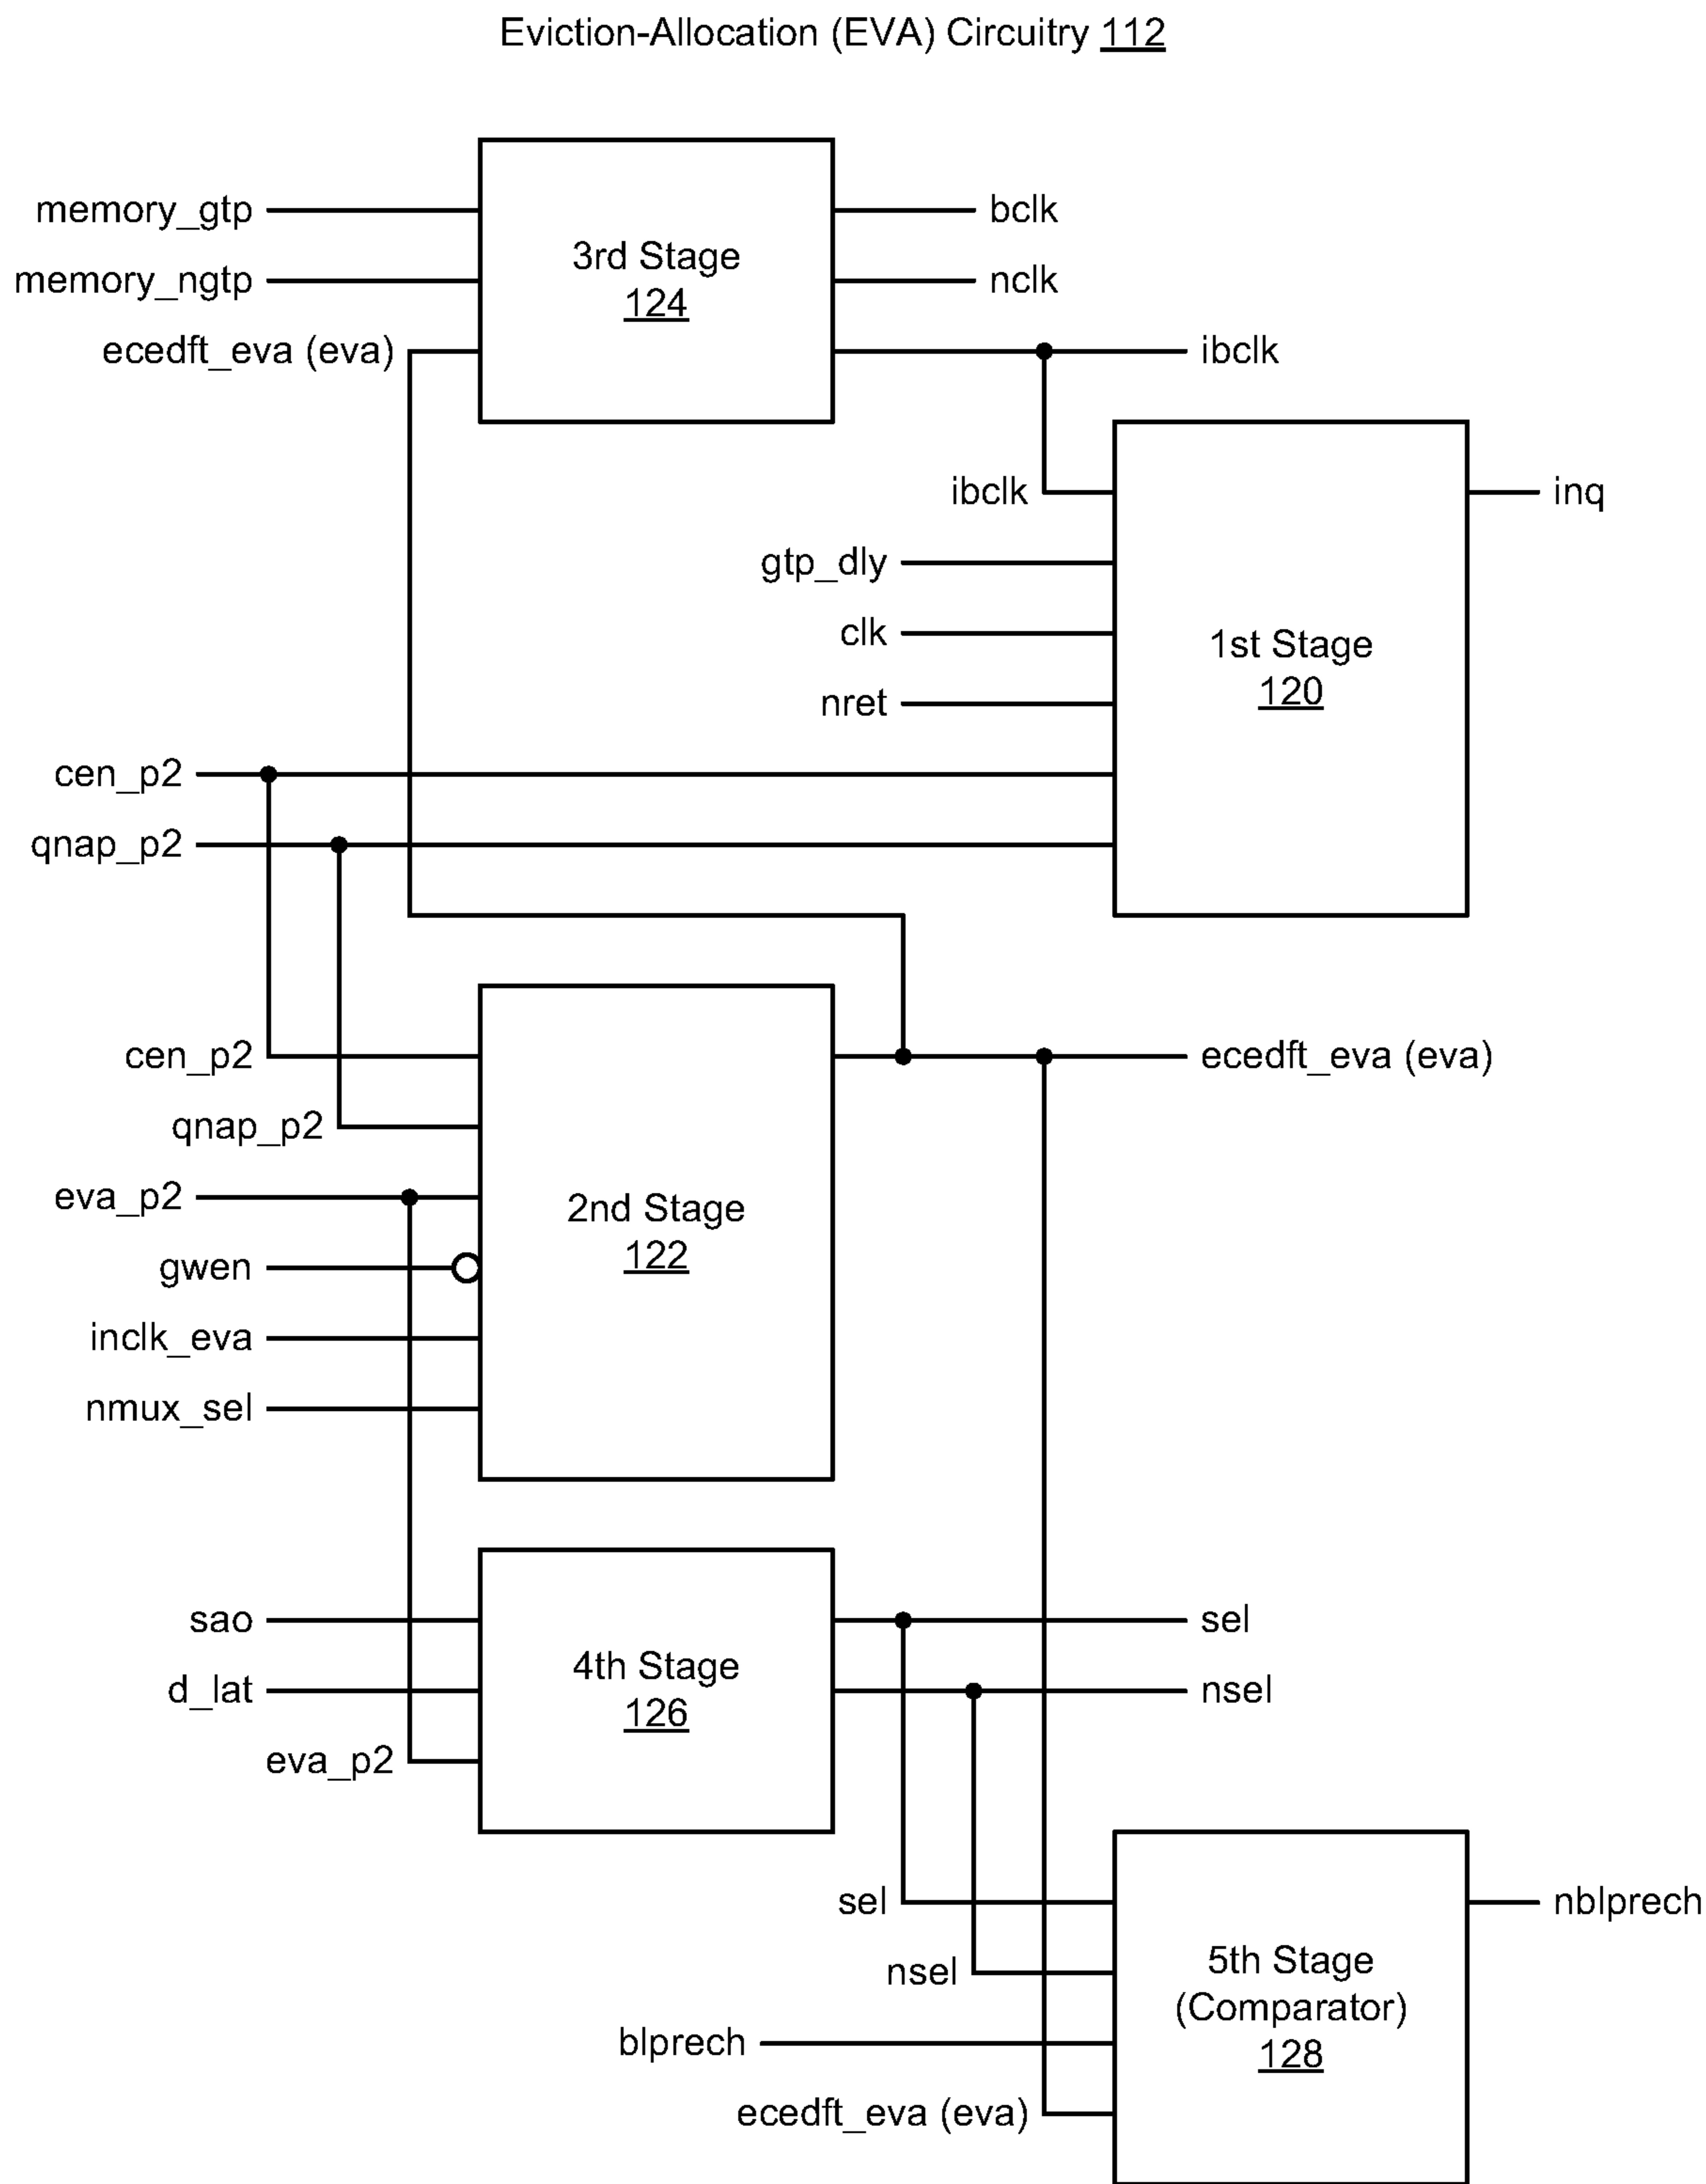 Eviction-Allocation (EVA) Circuitry 112
memory_gtp
memory_ngtp
ecedft_eva (eva)
3rd Stage
124
bclk
nclk
ibclk
ibclk
gtp_dly
clk
nret
cen_p2
qnap_p2
1st Stage
120
inq
cen_p2
qnap_p2
eva_p2
gwen
inclk_eva
nmux_sel
2nd Stage
122
ecedft_eva (eva)
sao
d_lat
eva_p2
4th Stage
126
sel
nsel
sel
nsel
blprech
ecedft_eva (eva)
5th Stage
(Comparator)
128
nblprech